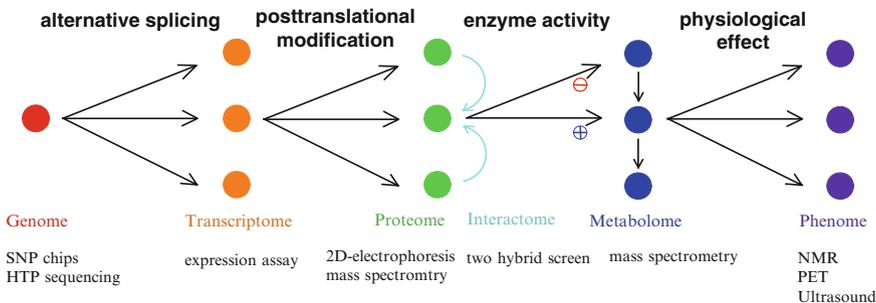 alternative splicing
posttranslational
modification
enzyme activity
physiological
effect
⊖
⊕
Genome
Transcriptome
Proteome
Interactome
Metabolome
Phenome
SNP chips
HTP sequencing
expression assay
2D-electrophoresis
mass spectromtry
two hybrid screen
mass spectrometry
NMR
PET
Ultrasound